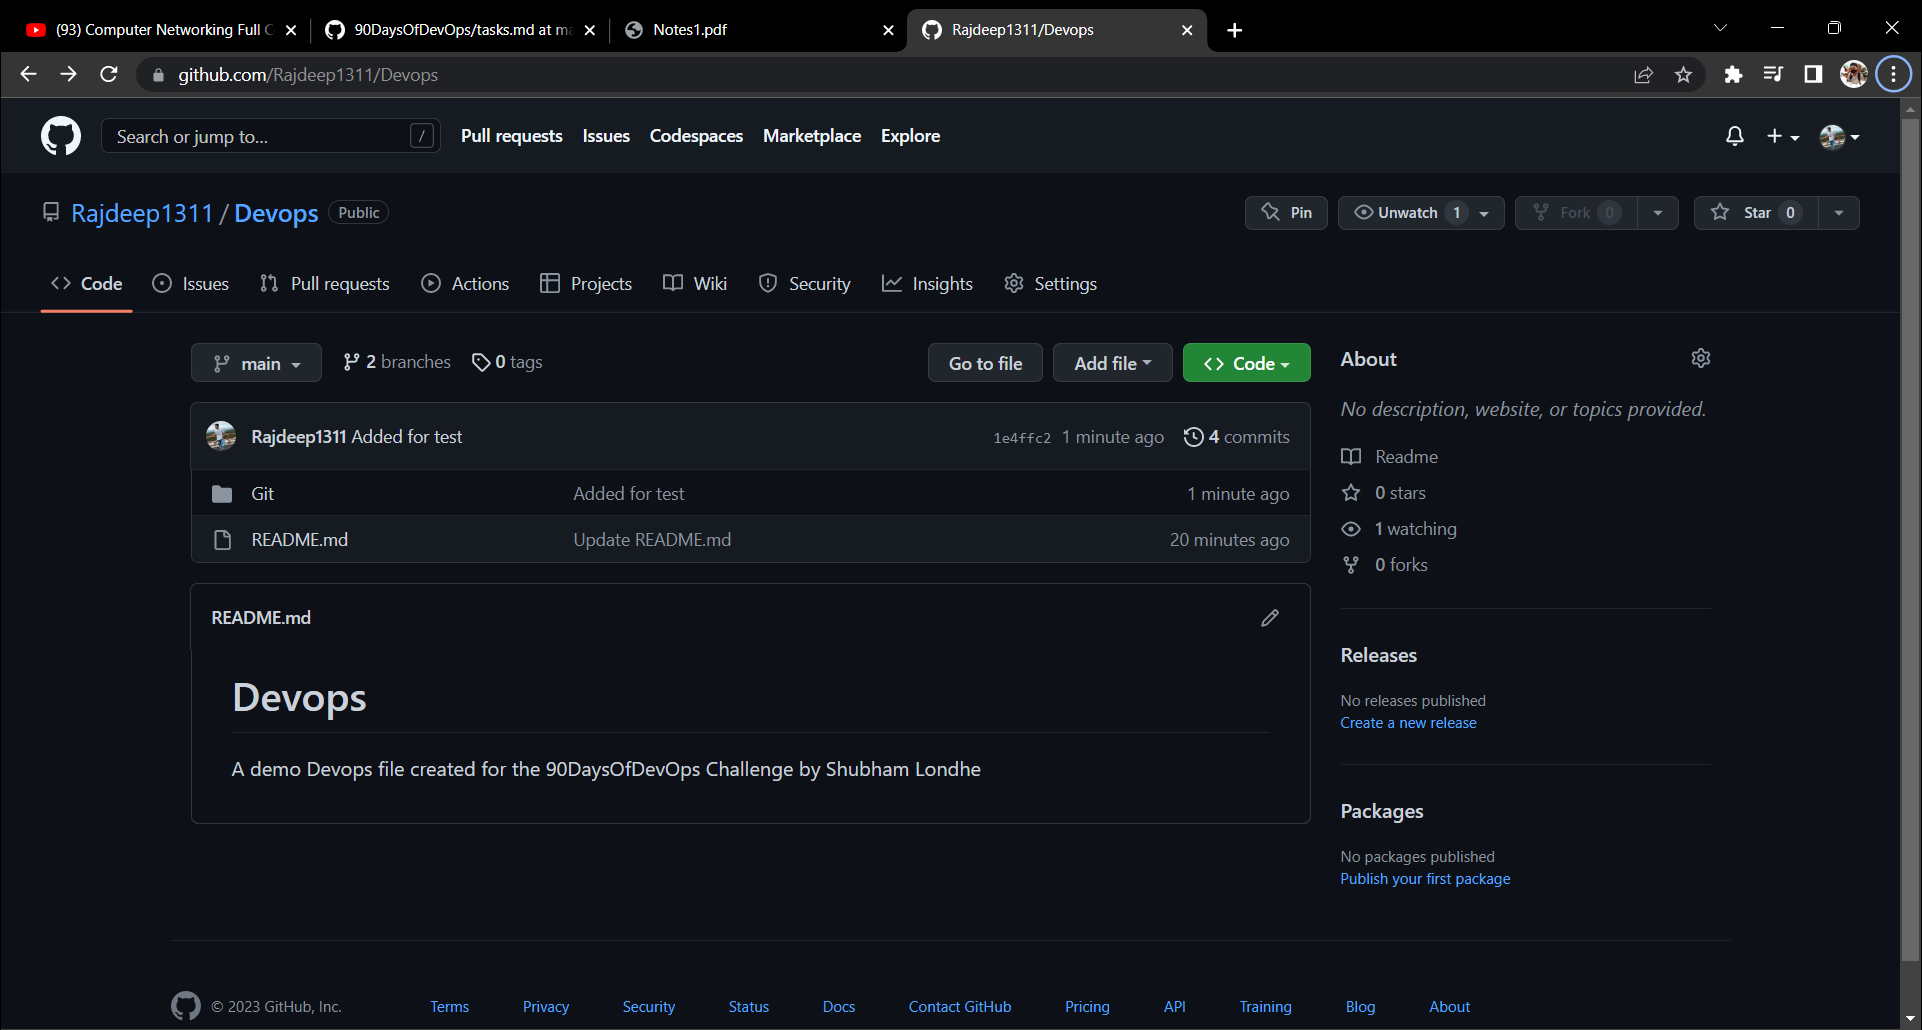 (93) Computer Networking Full C
90DaysOfDevOps/tasks.md at ma
Notes1.pdf
Rajdeep1311/Devops
github.com/Rajdeep1311/Devops
Search or jump to... /
Pull requests Issues Codespaces Marketplace Explore
Rajdeep1311 / Devops Public
Pin Unwatch 1 Fork 0 Star 0
Code Issues Pull requests Actions Projects Wiki Security Insights Settings
main 2 branches 0 tags Go to file Add file Code
Rajdeep1311 Added for test 1e4ffc2 1 minute ago 4 commits
Git Added for test 1 minute ago
README.md Update README.md 20 minutes ago
README.md
Devops
A demo Devops file created for the 90DaysOfDevOps Challenge by Shubham Londhe
About
No description, website, or topics provided.
Readme
0 stars
1 watching
0 forks
Releases
No releases published
Create a new release
Packages
No packages published
Publish your first package
© 2023 GitHub, Inc. Terms Privacy Security Status Docs Contact GitHub Pricing API Training Blog About